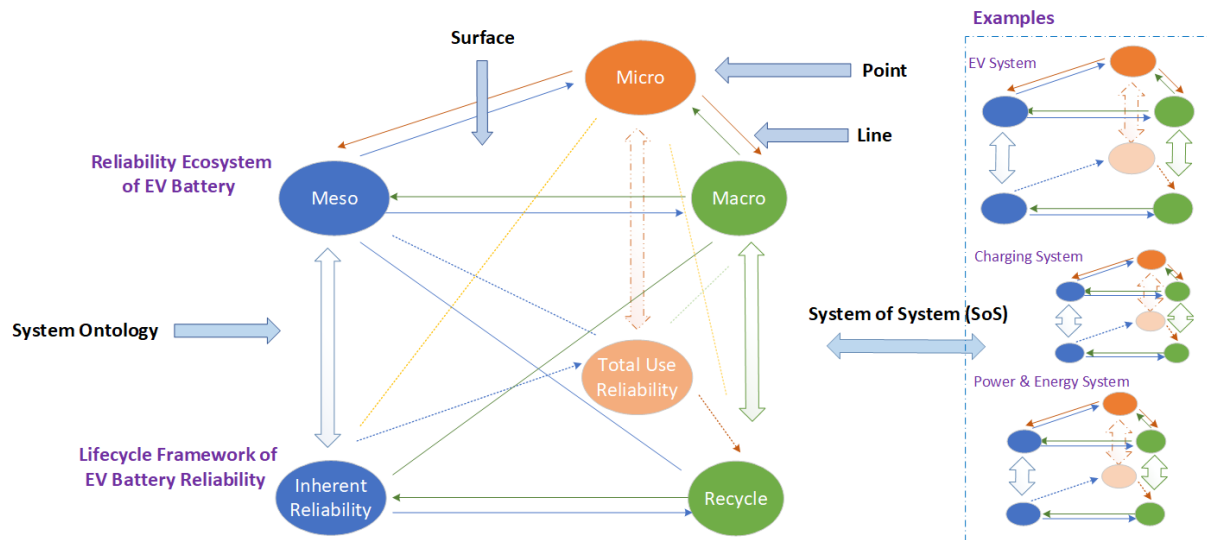 Examples
Surface
Micro
Point
EV System
Line
Reliability Ecosystem
of EV Battery
Meso
Macro
Charging System
System Ontology
System of System (SoS)
Total Use
Reliability
Power & Energy System
Lifecycle Framework of
EV Battery Reliability
Inherent
Reliability
Recycle